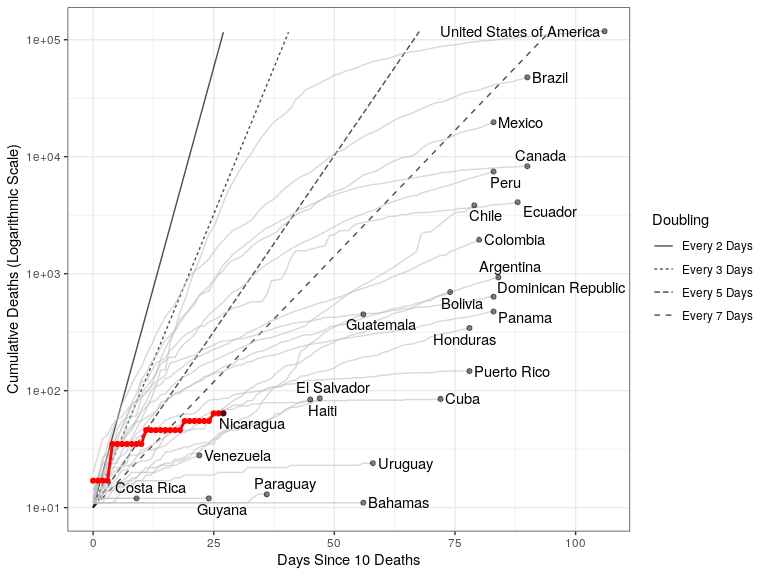 United States of America
1e+05
Brazil
Mexico
Canada
1e+04
Peru
Ecuador
Chile
Colombia
Argentina
1e+03
Dominican Republic
Bolivia
Panama
Guatemala
Honduras
Puerto Rico
El Salvador
1e+02
Cuba
Haiti
Nicaragua
Venezuela
Uruguay
Costa Rica
Paraguay
1e+01
Bahamas
Guyana
0
25
50
75
100
Days Since 10 Deaths
Cumulative Deaths (Logarithmic Scale)
Doubling
Every 2 Days
Every 3 Days
Every 5 Days
Every 7 Days